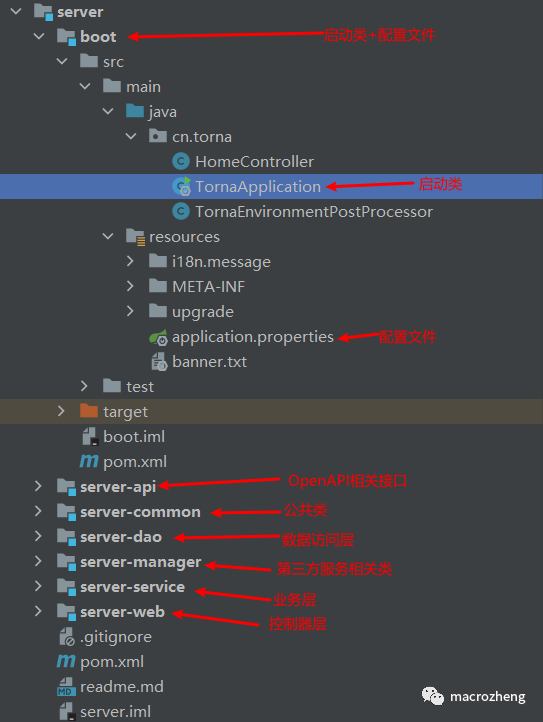 server
boot 启动类+配置文件
src
main
java
cn.torna
HomeController
TornaApplication 启动类
TornaEnvironmentPostProcessor
resources
i18n.message
META-INF
upgrade
application.properties 配置文件
banner.txt
test
target
boot.iml
pom.xml
server-api OpenAPI相关接口
server-common 公共类
server-dao 数据访问层
server-manager 第三方服务相关类
server-service 业务层
server-web 控制器层
.gitignore
pom.xml
readme.md
server.iml
macrozheng